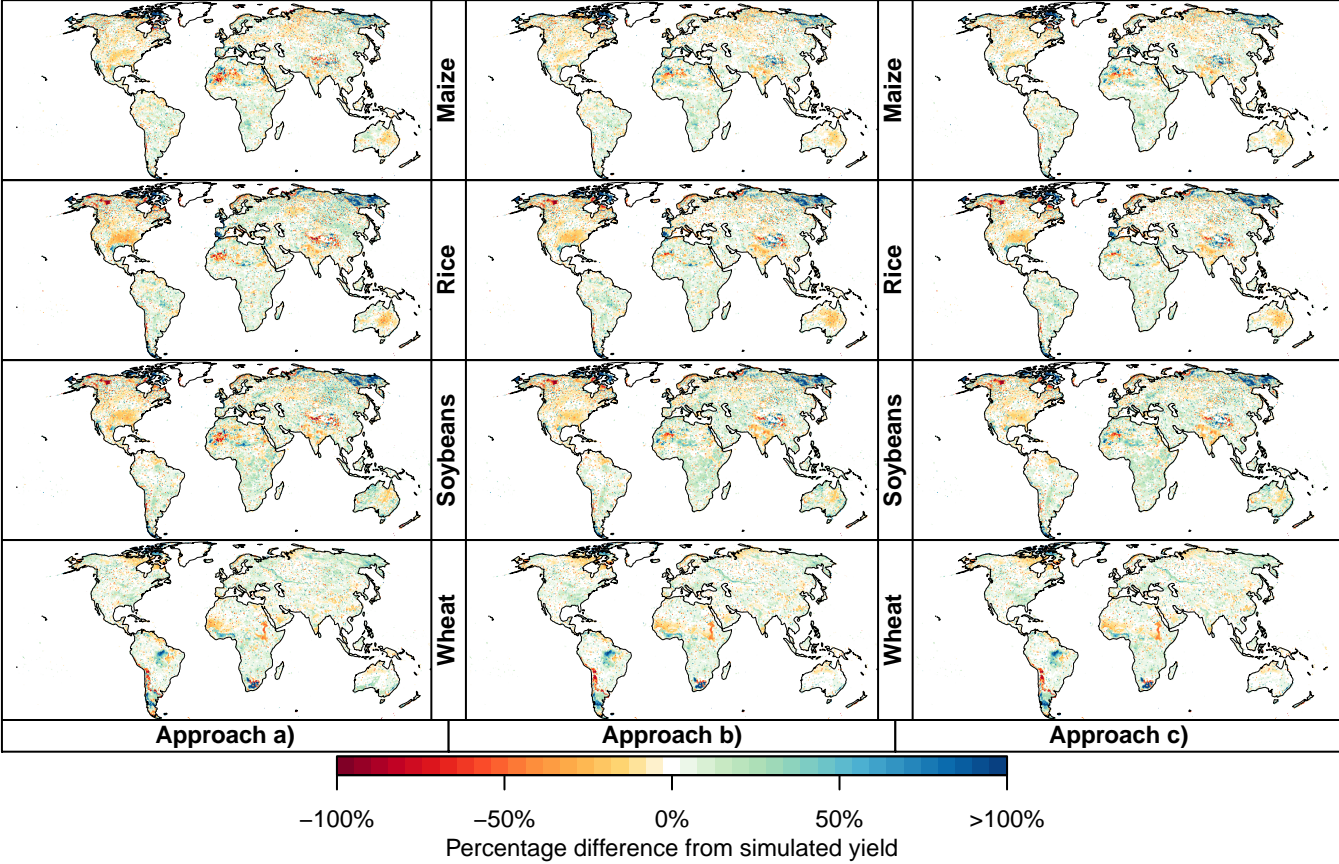 Maize
Maize
Rice
Rice
Soybeans
Soybeans
Wheat
Wheat
Approach a)
Approach b)
Approach c)
−100%
−50%
0%
50%
>100%
Percentage difference from simulated yield